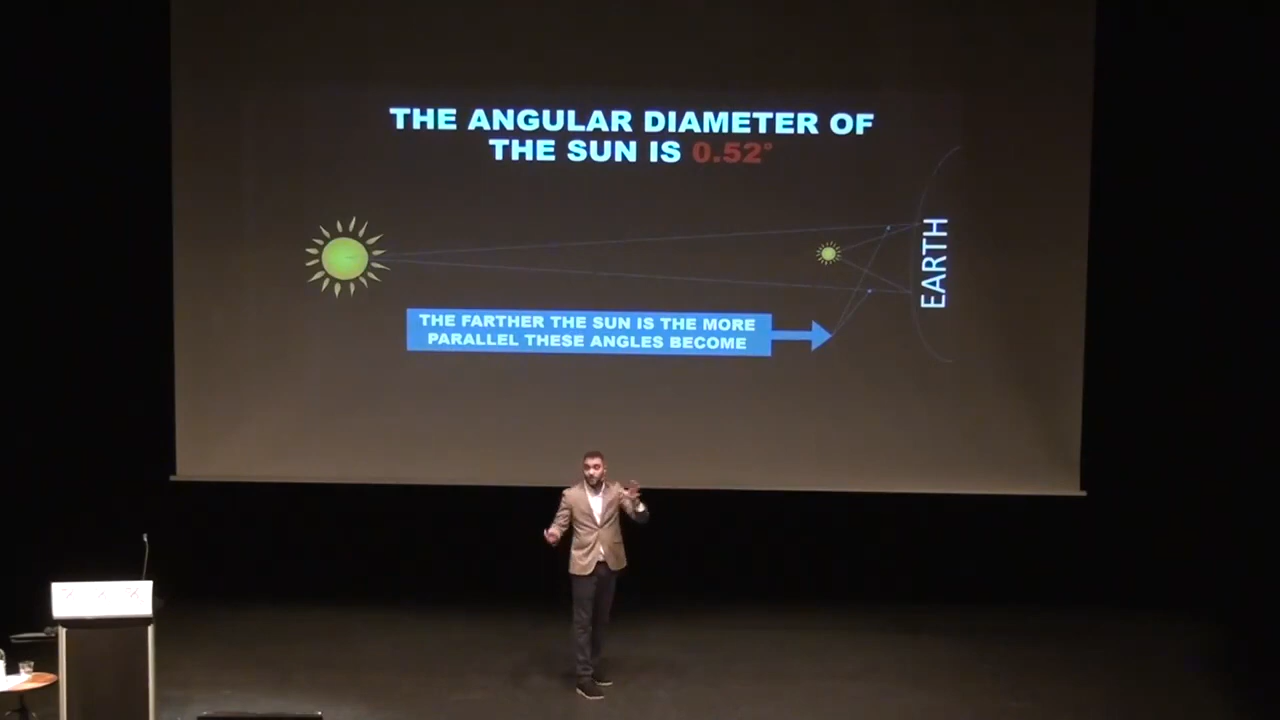 THE ANGULAR DIAMETER OF
THE SUN IS 0.52°
EARTH
THE FARTHER THE SUN IS THE MORE
PARALLEL THESE ANGLES BECOME